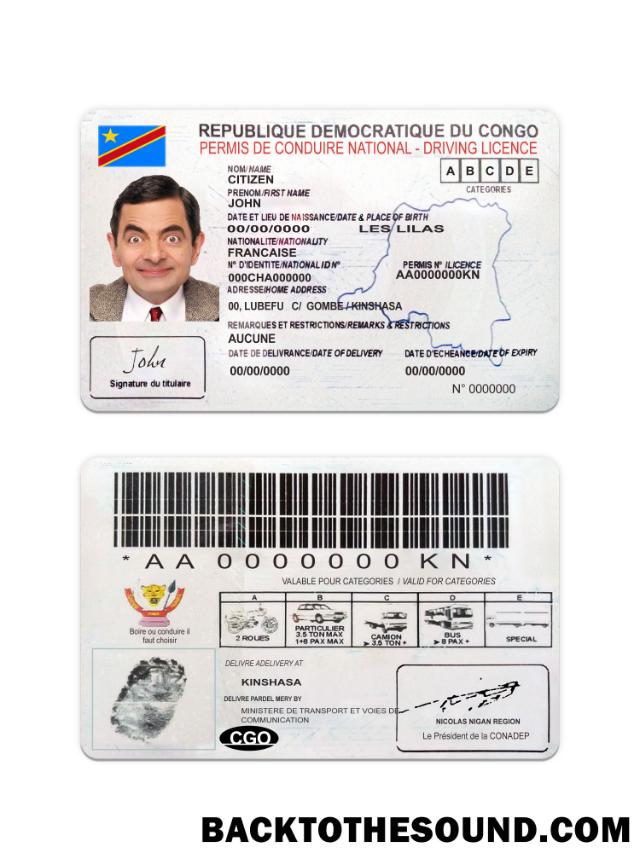 REPUBLIQUE DEMOCRATIQUE DU CONGO
PERMIS DE CONDUIRE NATIONAL - DRIVING LICENCE
NOM/NAME
CITIZEN
A B C D E
CATEGORIES
PRENOM/FIRST NAME
JOHN
DATE ET LIEU DE NAISSANCE/DATE & PLACE OF BIRTH
00/00/0000 LES LILAS
NATIONALITE/NATIONALITY
FRANCAISE
N° D'IDENTITE/NATIONAL ID N° PERMIS N° /LICENCE
000CHA000000 AA0000000KN
ADRESSE/HOME ADDRESS
00, LUBEFU C/ GOMBE/KINSHASA
REMARQUES ET RESTRICTIONS/REMARKS & RESTRICTIONS
AUCUNE
DATE DE DELIVRANCE/DATE OF DELIVERY DATE D'ECHEANCE/DATE OF EXPIRY
00/00/0000 00/00/0000
N° 0000000
John
Signature du titulaire
* AA 0000000 KN *
VALABLE POUR CATEGORIES / VALID FOR CATEGORIES
A B C D E
2 ROUES
PARTICULIER
3.5 TON MAX
1+8 PAX MAX
CAMION
> 3.5 TON +
BUS
> 8 PAX +
SPECIAL
Boire ou conduire il
faut choisir
DELIVRE ADELIVERY AT
KINSHASA
DELIVRE PARDEL MERY BY
MINISTERE DE TRANSPORT ET VOIES DE
COMMUNICATION
CGO
NICOLAS NIGAN REGION
Le Président de la CONADEP
BACKTOTHESOUND.COM